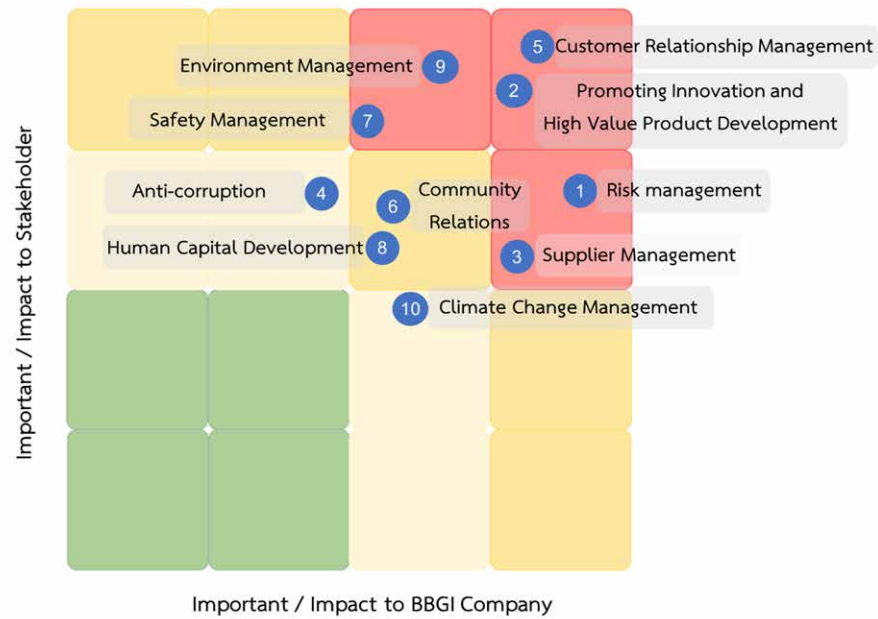 5 Customer Relationship Management
Environment Management 9
2 Promoting Innovation and
High Value Product Development
Safety Management 7
Anti-corruption 4
6 Community
Relations
1 Risk management
Human Capital Development 8
3 Supplier Management
10 Climate Change Management
Important / Impact to Stakeholder
Important / Impact to BBGI Company